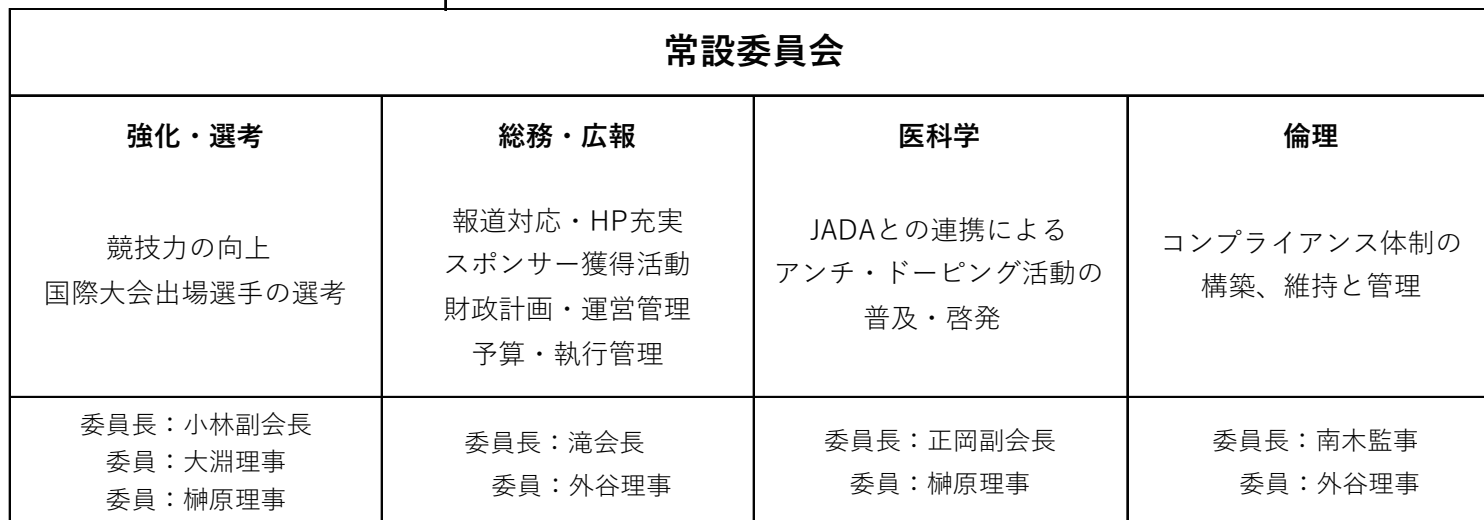 常設委員会
強化・選考
競技力の向上
国際大会出場選手の選考
委員長：小林副会長
委員：大淵理事
委員：榊原理事
総務・広報
報道対応・HP充実
スポンサー獲得活動
財政計画・運営管理
予算・執行管理
委員長：滝会長
委員：外谷理事
医科学
JADAとの連携による
アンチ・ドーピング活動の
普及・啓発
委員長：正岡副会長
委員：榊原理事
倫理
コンプライアンス体制の
構築、維持と管理
委員長：南木監事
委員：外谷理事